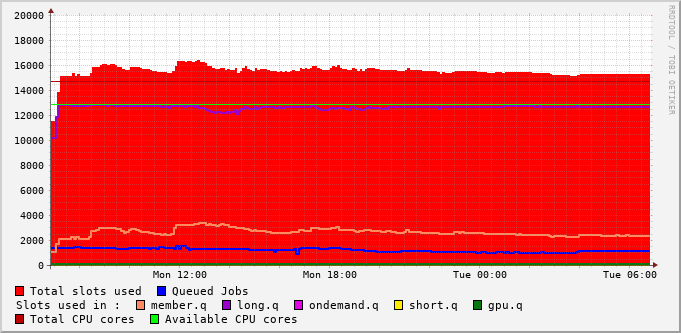 RRDTOOL / TOBI OETIKER
20000
18000
16000
14000
12000
10000
8000
6000
4000
2000
0
Mon 12:00 Mon 18:00 Tue 00:00 Tue 06:00
Total slots used Queued Jobs
Slots used in : member.q long.q ondemand.q short.q gpu.q
Total CPU cores Available CPU cores